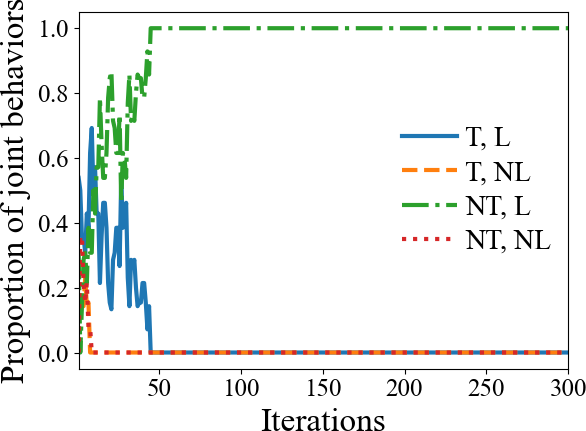 Proportion of joint behaviors
1.0
0.8
0.6
0.4
0.2
0.0
T, L
T, NL
NT, L
NT, NL
50 100 150 200 250 300
Iterations